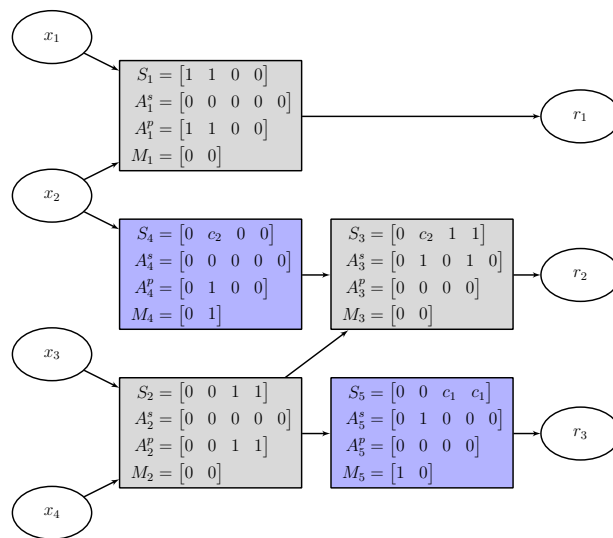 x₁
S₁ = [1 1 0 0]
A₁ˢ = [0 0 0 0 0]
A₁ᵖ = [1 1 0 0]
M₁ = [0 0]
r₁
x₂
S₄ = [0 c₂ 0 0]
A₄ˢ = [0 0 0 0 0]
A₄ᵖ = [0 1 0 0]
M₄ = [0 1]
S₃ = [0 c₂ 1 1]
A₃ˢ = [0 1 0 1 0]
A₃ᵖ = [0 0 0 0]
M₃ = [0 0]
r₂
x₃
S₂ = [0 0 1 1]
A₂ˢ = [0 0 0 0 0]
A₂ᵖ = [0 0 1 1]
M₂ = [0 0]
S₅ = [0 0 c₁ c₁]
A₅ˢ = [0 1 0 0 0]
A₅ᵖ = [0 0 0 0]
M₅ = [1 0]
r₃
x₄